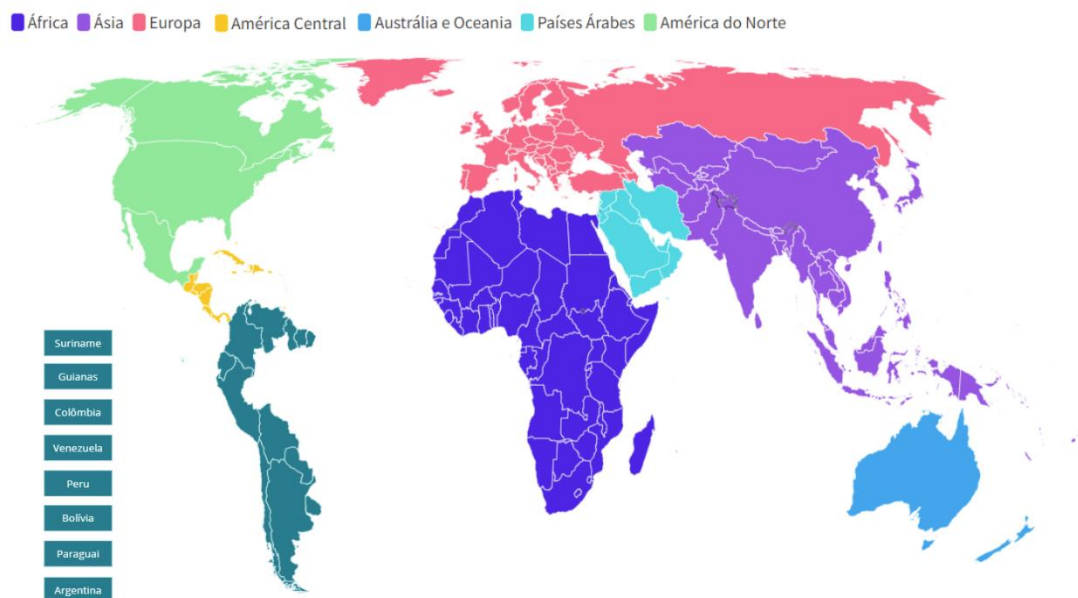 África Ásia Europa América Central Austrália e Oceania Países Árabes América do Norte
Suriname
Guianas
Colômbia
Venezuela
Peru
Bolívia
Paraguai
Argentina